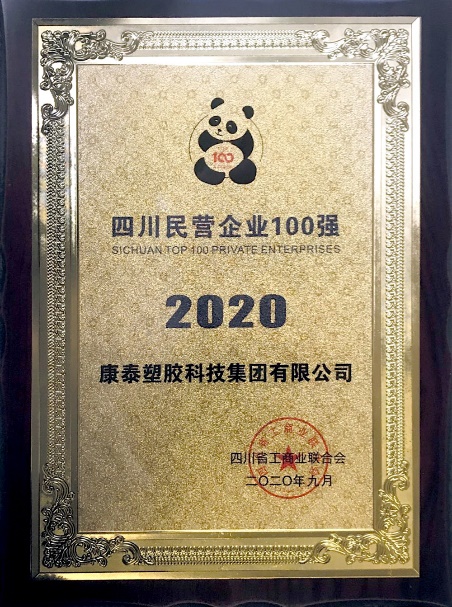 100
四川民营企业100强
SICHUAN TOP 100 PRIVATE ENTERPRISES
2020
康泰塑胶科技集团有限公司
四川省工商业联合会
二〇二〇年九月